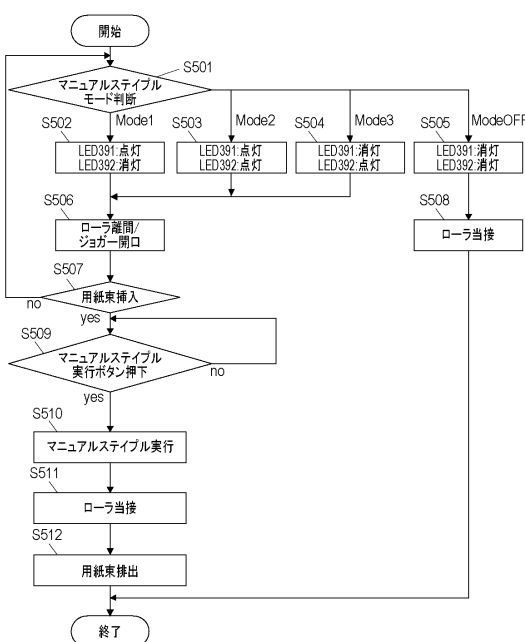 開始
S501
マニュアルステイプル
モード判断
Mode1
Mode2
Mode3
ModeOFF
S502
LED391:点灯
LED392:消灯
S503
LED391:点灯
LED392:点灯
S504
LED391:消灯
LED392:点灯
S505
LED391:消灯
LED392:消灯
S506
ローラ離間/
ジョガー開口
S508
ローラ当接
S507
用紙束挿入
no
yes
S509
マニュアルステイプル
実行ボタン押下
no
yes
S510
マニュアルステイプル実行
S511
ローラ当接
S512
用紙束排出
終了